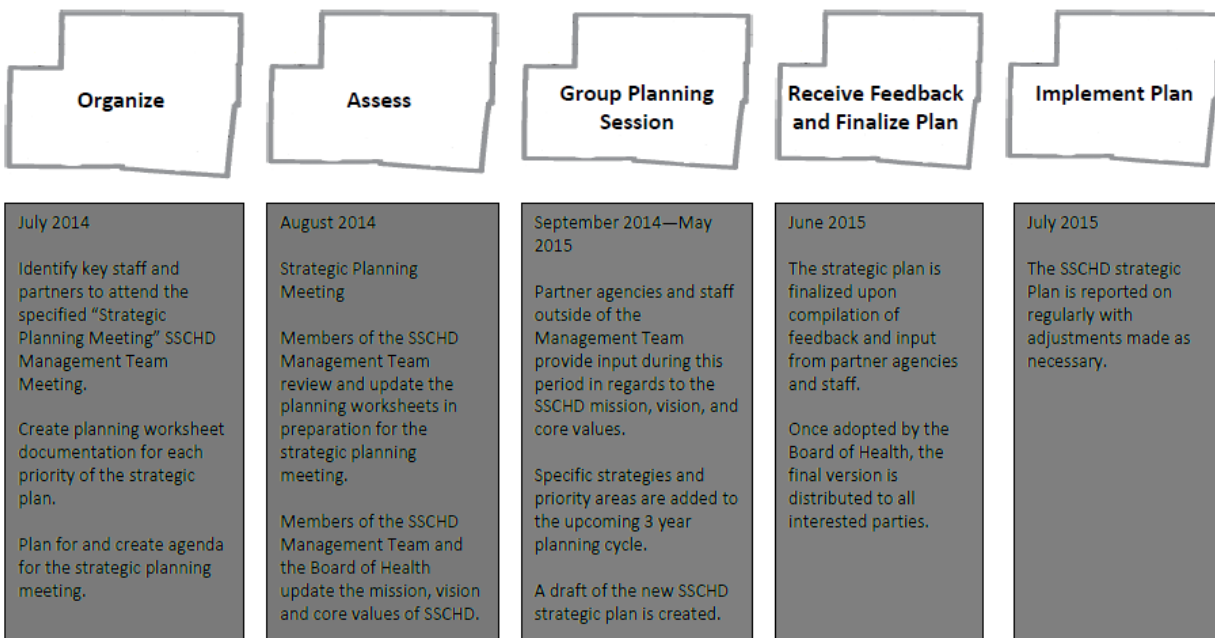 Organize
Assess
Group Planning
Session
Receive Feedback
and Finalize Plan
Implement Plan
July 2014
Identify key staff and
partners to attend the
specified “Strategic
Planning Meeting” SSCHD
Management Team
Meeting.
Create planning worksheet
documentation for each
priority of the strategic
plan.
Plan for and create agenda
for the strategic planning
meeting.
August 2014
Strategic Planning
Meeting
Members of the SSCHD
Management Team
review and update the
planning worksheets in
preparation for the
strategic planning
meeting.
Members of the SSCHD
Management Team and
the Board of Health
update the mission, vision
and core values of SSCHD.
September 2014—May
2015
Partner agencies and staff
outside of the
Management Team
provide input during this
period in regards to the
SSCHD mission, vision, and
core values.
Specific strategies and
priority areas are added to
the upcoming 3 year
planning cycle.
A draft of the new SSCHD
strategic plan is created.
June 2015
The strategic plan is
finalized upon
compilation of
feedback and input
from partner agencies
and staff.
Once adopted by the
Board of Health, the
final version is
distributed to all
interested parties.
July 2015
The SSCHD strategic
Plan is reported on
regularly with
adjustments made as
necessary.